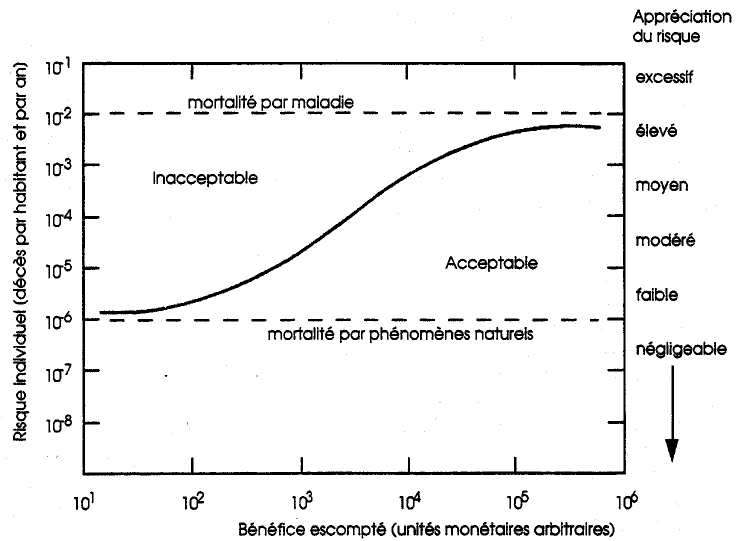 Appréciation
du risque
excessif
élevé
moyen
modéré
faible
négligeable
Risque individuel (décès par habitant et par an)
10-1
10-2
10-3
10-4
10-5
10-6
10-7
10-8
mortalité par maladie
Inacceptable
Acceptable
mortalité par phénomènes naturels
101
102
103
104
105
106
Bénéfice escompté (unités monétaires arbitraires)